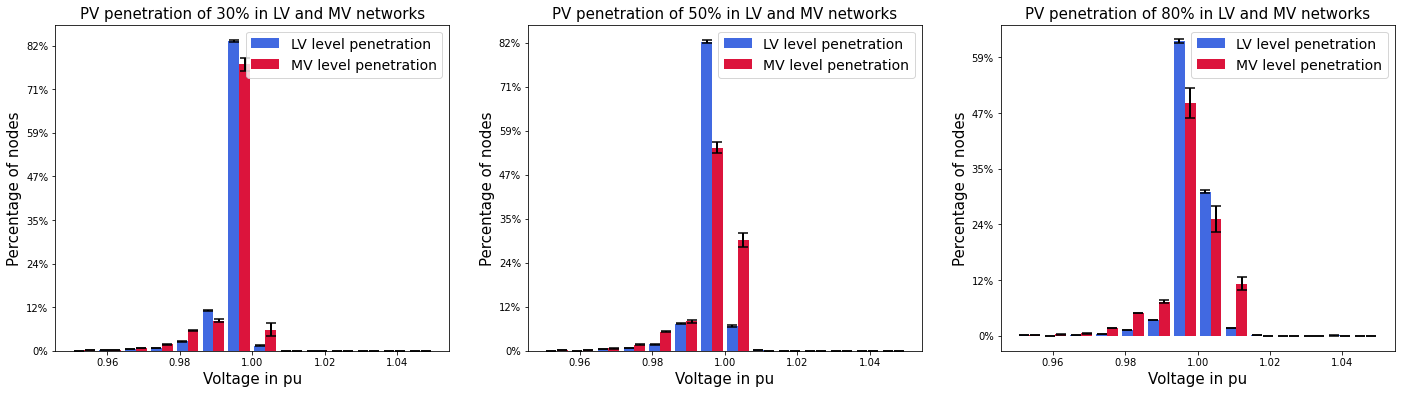 PV penetration of 30% in LV and MV networks
LV level penetration
MV level penetration
Percentage of nodes
82%
71%
59%
47%
35%
24%
12%
0%
0.96 0.98 1.00 1.02 1.04
Voltage in pu
PV penetration of 50% in LV and MV networks
LV level penetration
MV level penetration
Percentage of nodes
82%
71%
59%
47%
35%
24%
12%
0%
0.96 0.98 1.00 1.02 1.04
Voltage in pu
PV penetration of 80% in LV and MV networks
LV level penetration
MV level penetration
Percentage of nodes
59%
47%
35%
24%
12%
0%
0.96 0.98 1.00 1.02 1.04
Voltage in pu